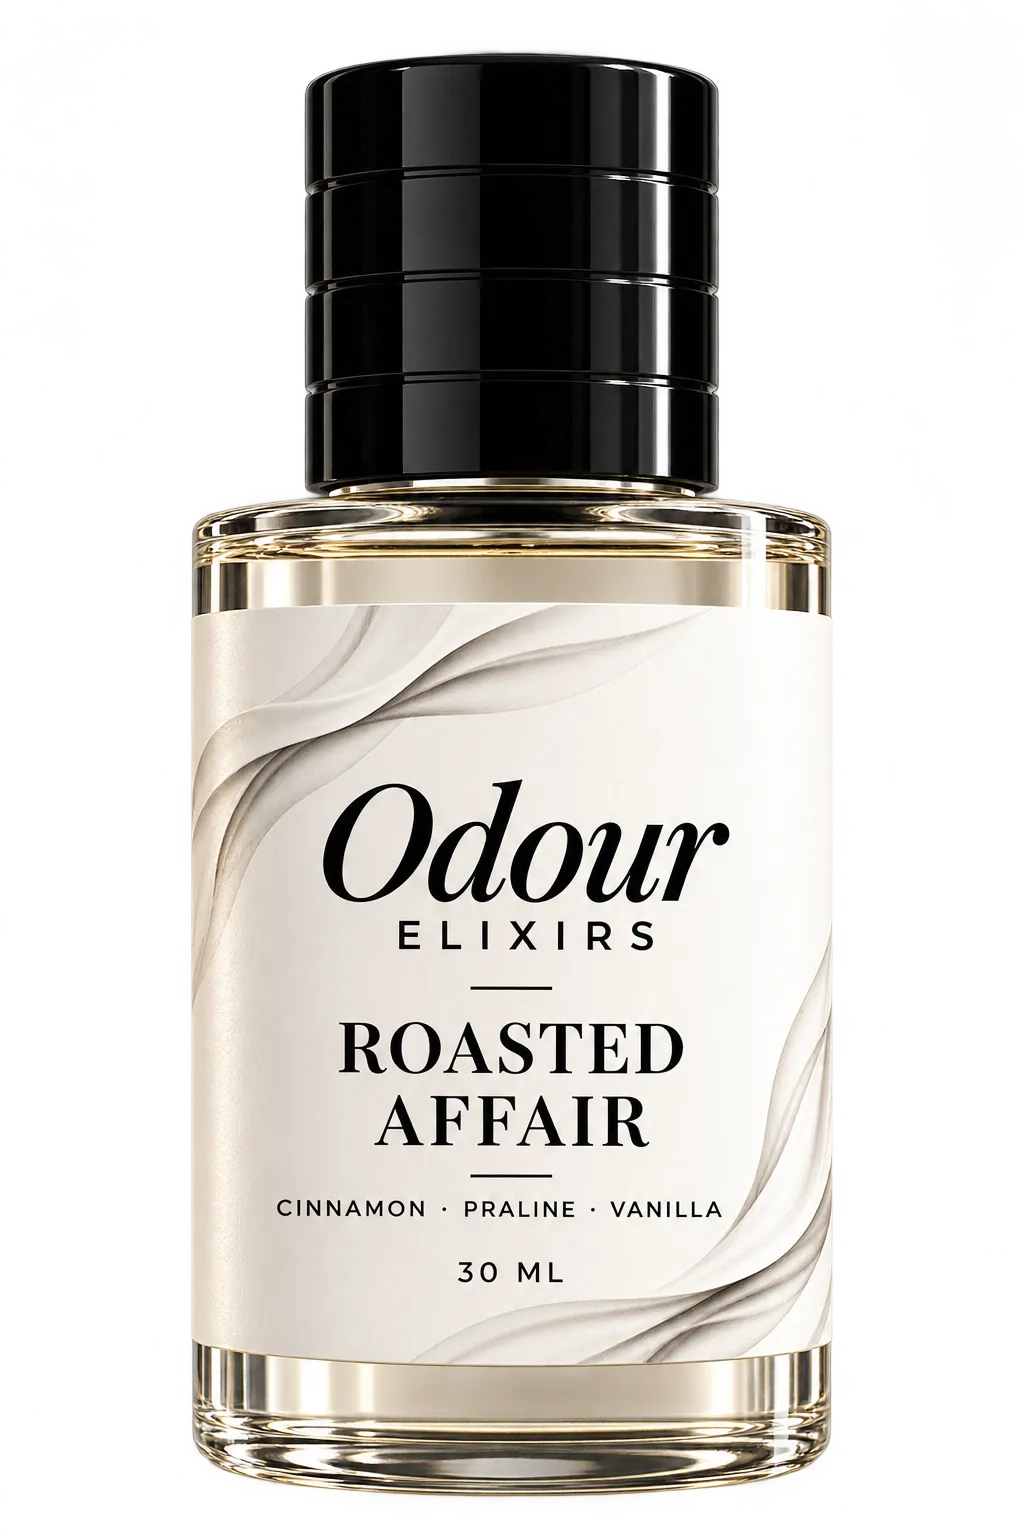 Odour
ELIXIRS
ROASTED
AFFAIR
CINNAMON · PRALINE · VANILLA
30 ML